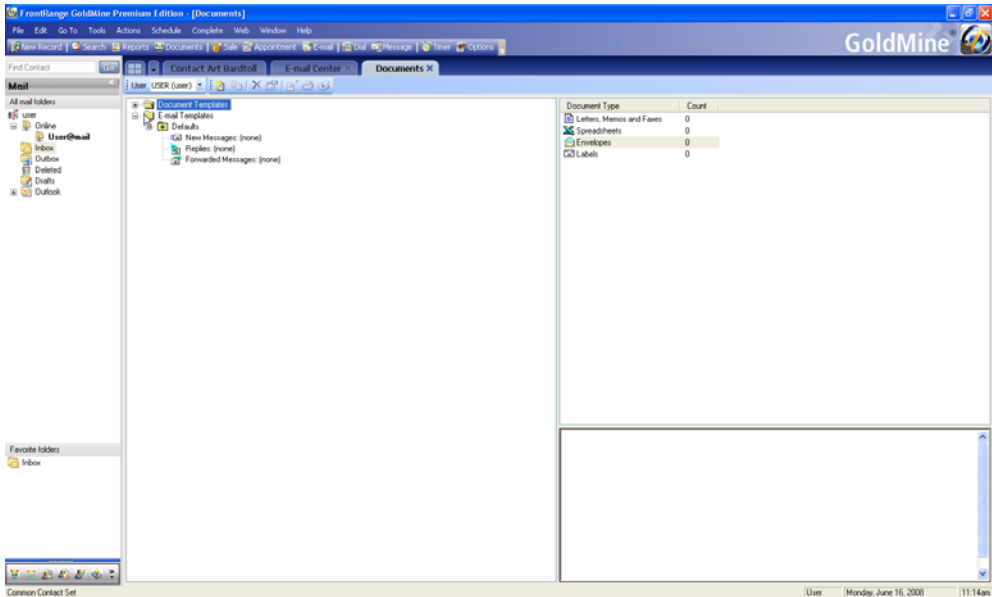 FrontRange GoldMine Premium Edition - [Documents]
File Edit Go To Tools Actions Schedule Complete Web Window Help
New Record Search Reports Documents Sale Appointment E-mail Dial Message Timer Options
GoldMine
Find Contact GO Contact Art Bardtoll E-mail Center Documents
Mail User USER (user)
All mail folders
user
Online
User@mail
Inbox
Outbox
Deleted
Drafts
Outlook
Document Templates
E-mail Templates
Defaults
New Messages: (none)
Replies: (none)
Forwarded Messages: (none)
Document Type Count
Letters, Memos and Faxes 0
Spreadsheets 0
Envelopes 0
Labels 0
Favorite folders
Inbox
Common Contact Set User Monday, June 16, 2008 11:14am